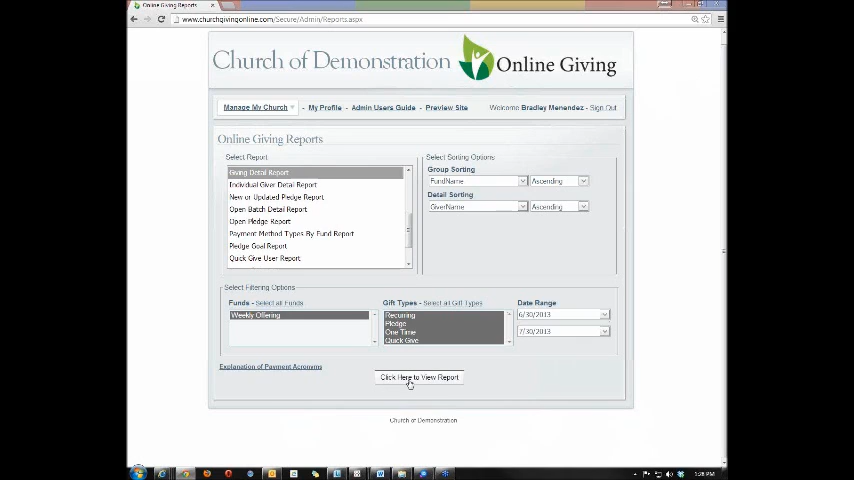 Online Giving Reports
www.churchgivingonline.com/Secure/Admin/Reports.aspx
Church of Demonstration
Online Giving
Manage My Church - My Profile - Admin Users Guide - Preview Site
Welcome Bradley Menendez - Sign Out
Online Giving Reports
Select Report
Giving Detail Report
Individual Giver Detail Report
New or Updated Pledge Report
Open Batch Detail Report
Open Pledge Report
Payment Method Types By Fund Report
Pledge Goal Report
Quick Give User Report
Select Sorting Options
Group Sorting
FundName Ascending
Detail Sorting
GiverName Ascending
Select Filtering Options
Funds - Select all Funds
Weekly Offering
Gift Types - Select all Gift Types
Recurring
Pledge
One Time
Quick Give
Date Range
6/30/2013
7/30/2013
Explanation of Payment Acronyms
Click Here to View Report
Church of Demonstration
1:28 PM